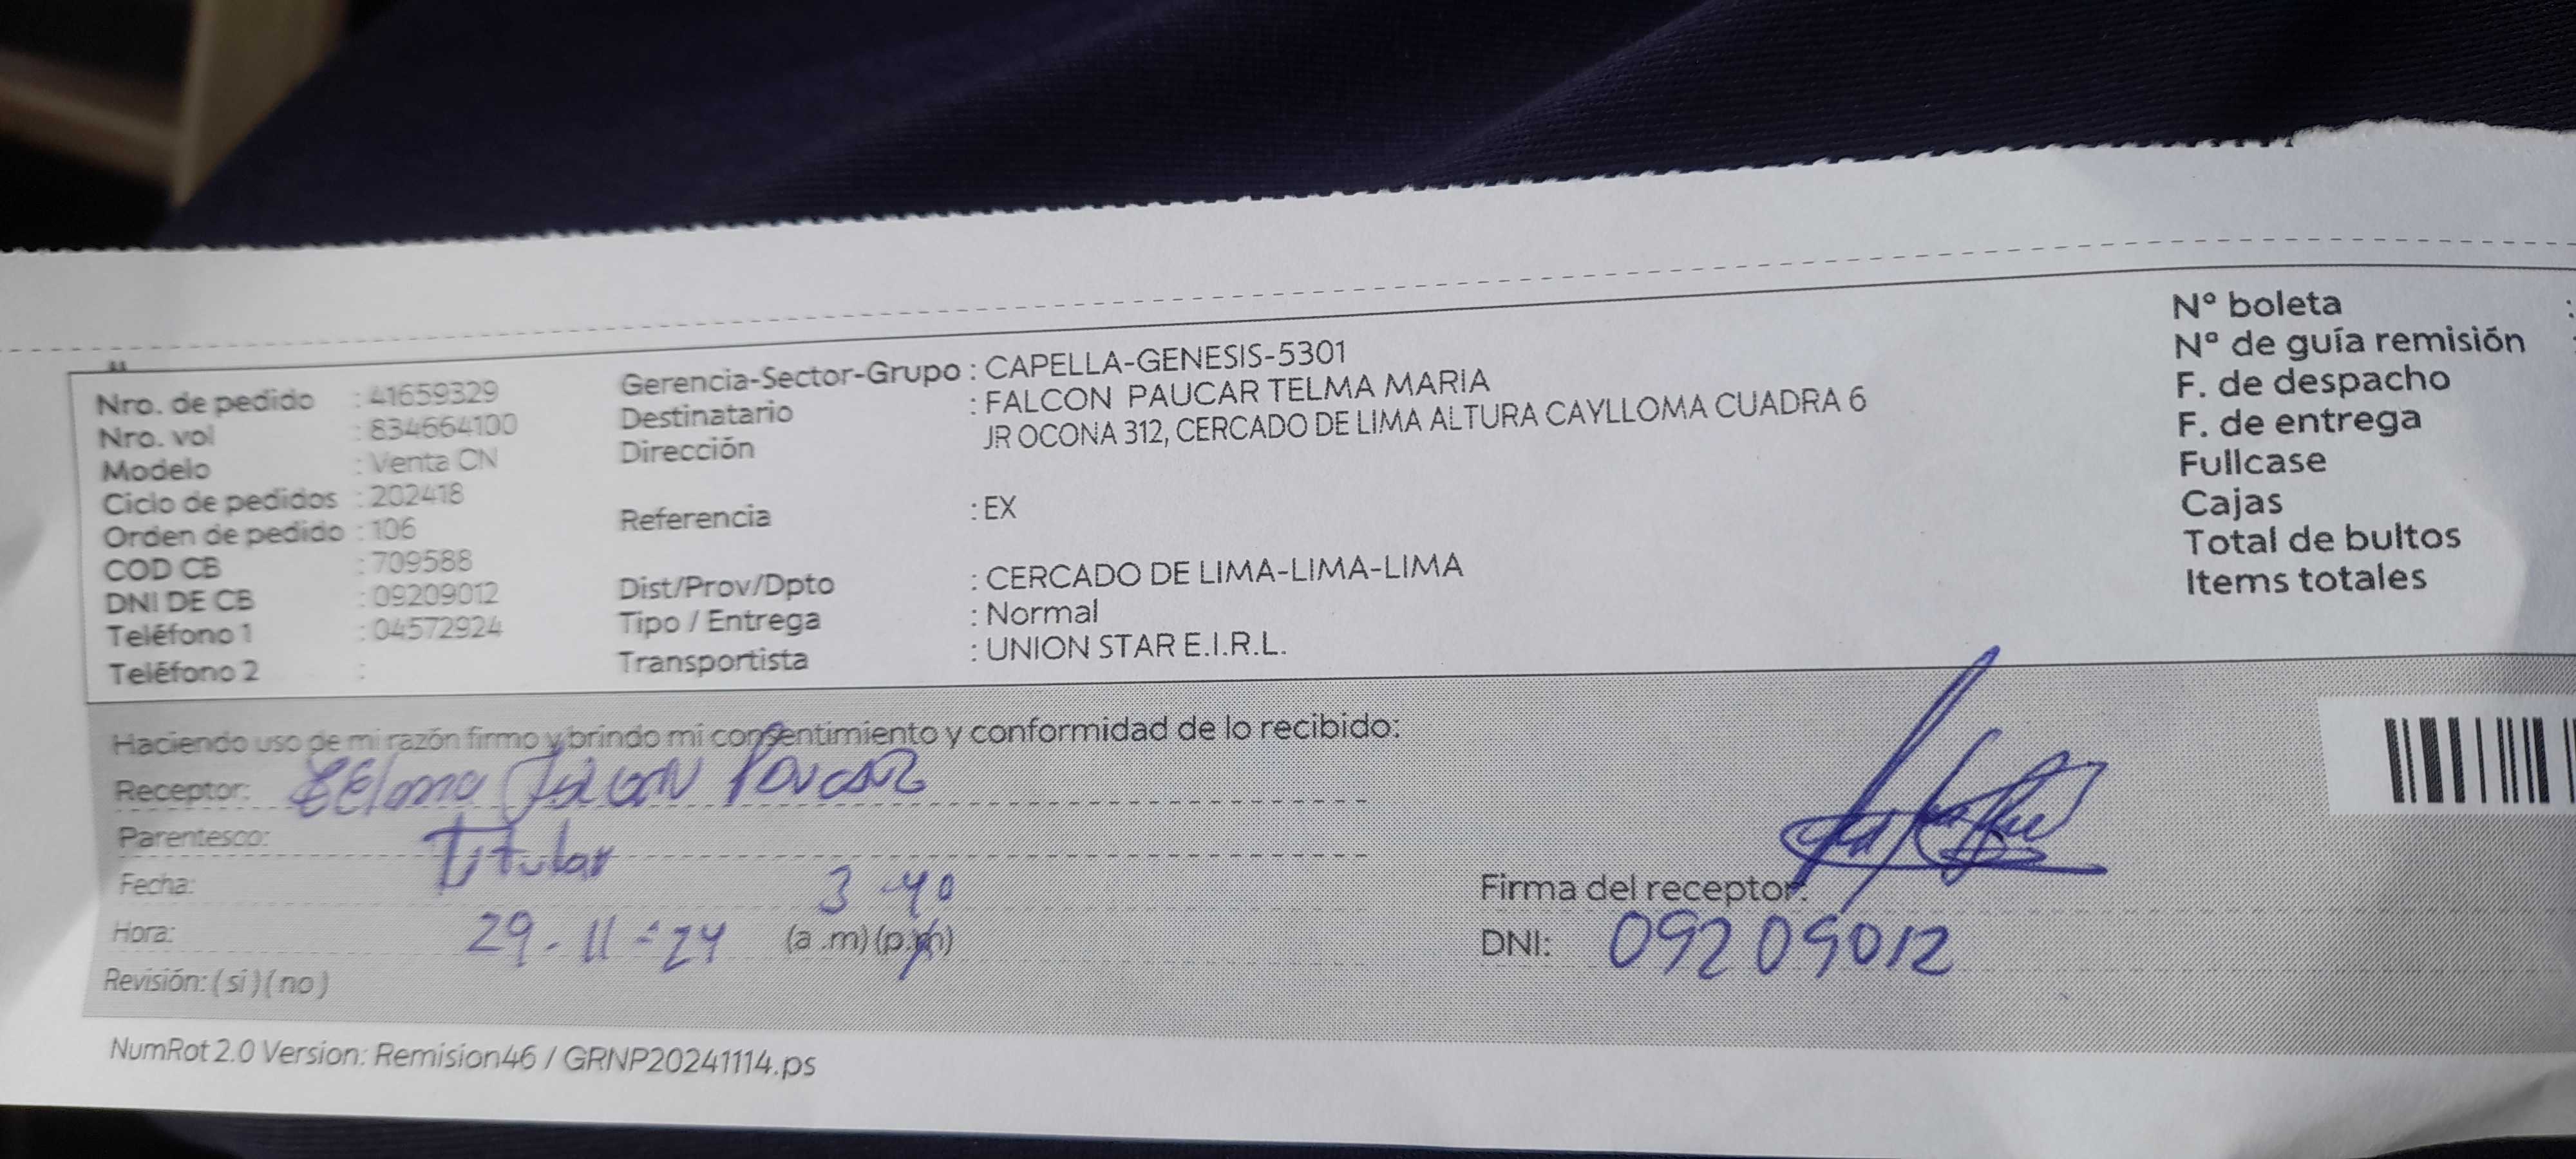 Nro. de pedido : 41659329
Nro. vol : 834664100
Modelo : Venta CN
Ciclo de pedidos : 202418
Orden de pedido : 106
COD CB : 709588
DNI DE CB : 09209012
Teléfono 1 : 04572924
Teléfono 2 :
Gerencia-Sector-Grupo : CAPELLA-GENESIS-5301
Destinatario : FALCON PAUCAR TELMA MARIA
Dirección JR OCONA 312, CERCADO DE LIMA ALTURA CAYLLOMA CUADRA 6
Referencia : EX
Dist/Prov/Dpto : CERCADO DE LIMA-LIMA-LIMA
Tipo / Entrega : Normal
Transportista : UNION STAR E.I.R.L.
N° boleta :
N° de guía remisión :
F. de despacho
F. de entrega
Fullcase
Cajas
Total de bultos
Items totales
Haciendo uso de mi razón firmo y brindo mi consentimiento y conformidad de lo recibido:
Receptor: Telma Falcon Paucar
Parentesco: Titular
Fecha: 3-40
Hora: 29-11-24 (a .m) (p.m)
Revisión: ( si ) ( no )
Firma del receptor:
DNI: 09209012
NumRot 2.0 Version: Remision46 / GRNP20241114.ps